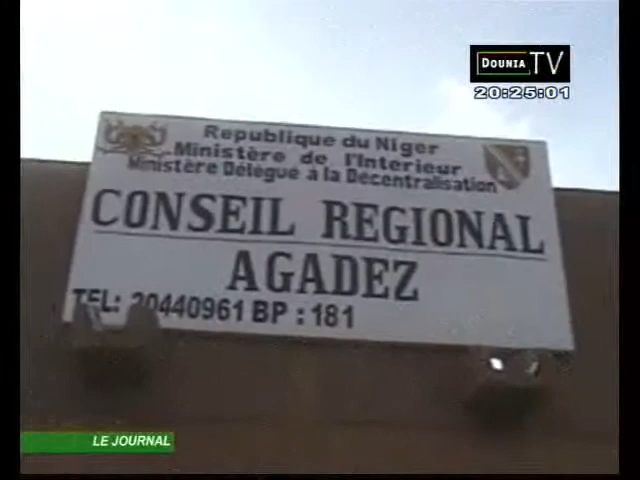 DOUNIA TV
20:25:01
Republique du Niger
Ministère de l'Interieur
Ministère Délégué à la Décentralisation
CONSEIL REGIONAL
AGADEZ
TEL: 20440961 BP : 181
LE JOURNAL